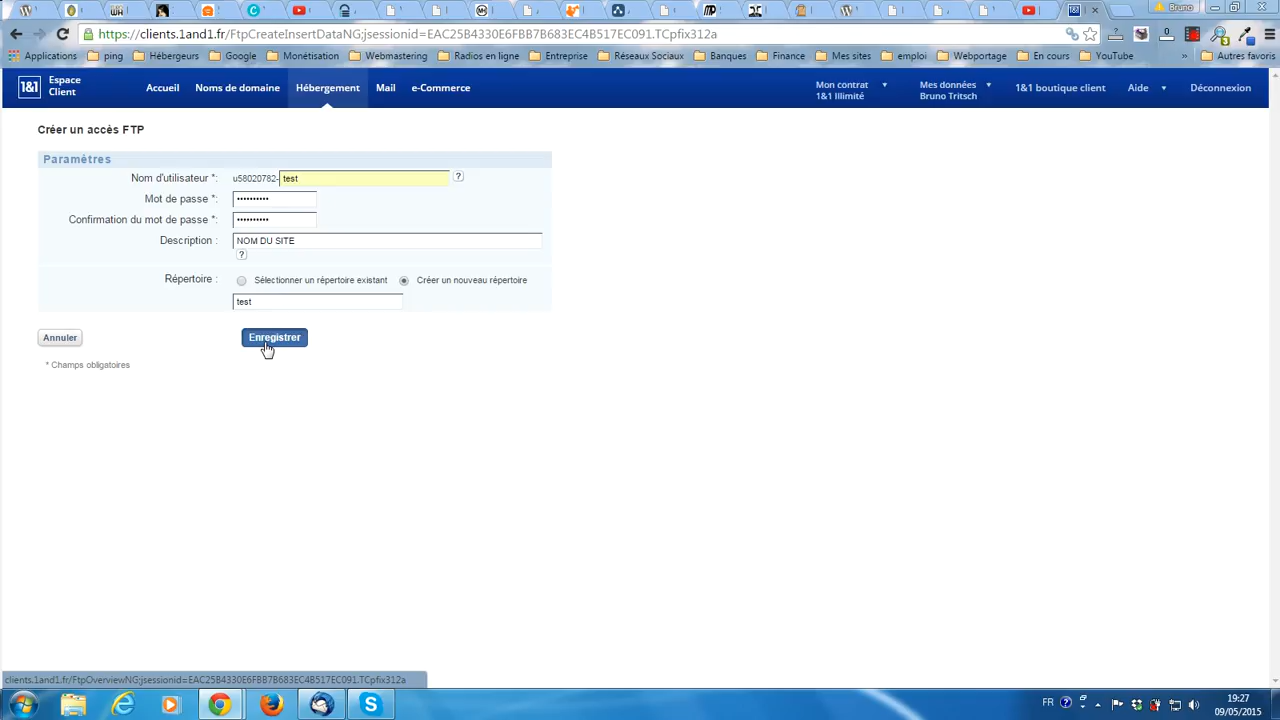 Bruno
https://clients.1and1.fr/FtpCreateInsertDataNG;jsessionid=EAC25B4330E6FBB7B683EC4B517EC091.TCpfix312a
Applications ping Hébergeurs Google Monétisation Webmastering Radios en ligne Entreprise Réseaux Sociaux Banques Finance Mes sites emploi Webportage En cours YouTube » Autres favoris
1&1 Espace Client
Accueil Noms de domaine Hébergement Mail e-Commerce
Mon contrat
1&1 Illimité
Mes données
Bruno Tritsch
1&1 boutique client Aide Déconnexion
Créer un accès FTP
Paramètres
Nom d'utilisateur *: u58020782- test ?
Mot de passe *: ••••••••••
Confirmation du mot de passe *: ••••••••••
Description : NOM DU SITE
?
Répertoire : Sélectionner un répertoire existant Créer un nouveau répertoire
test
Annuler Enregistrer
* Champs obligatoires
clients.1and1.fr/FtpOverviewNG;jsessionid=EAC25B4330E6FBB7B683EC4B517EC091.TCpfix312a
FR 19:27
09/05/2015